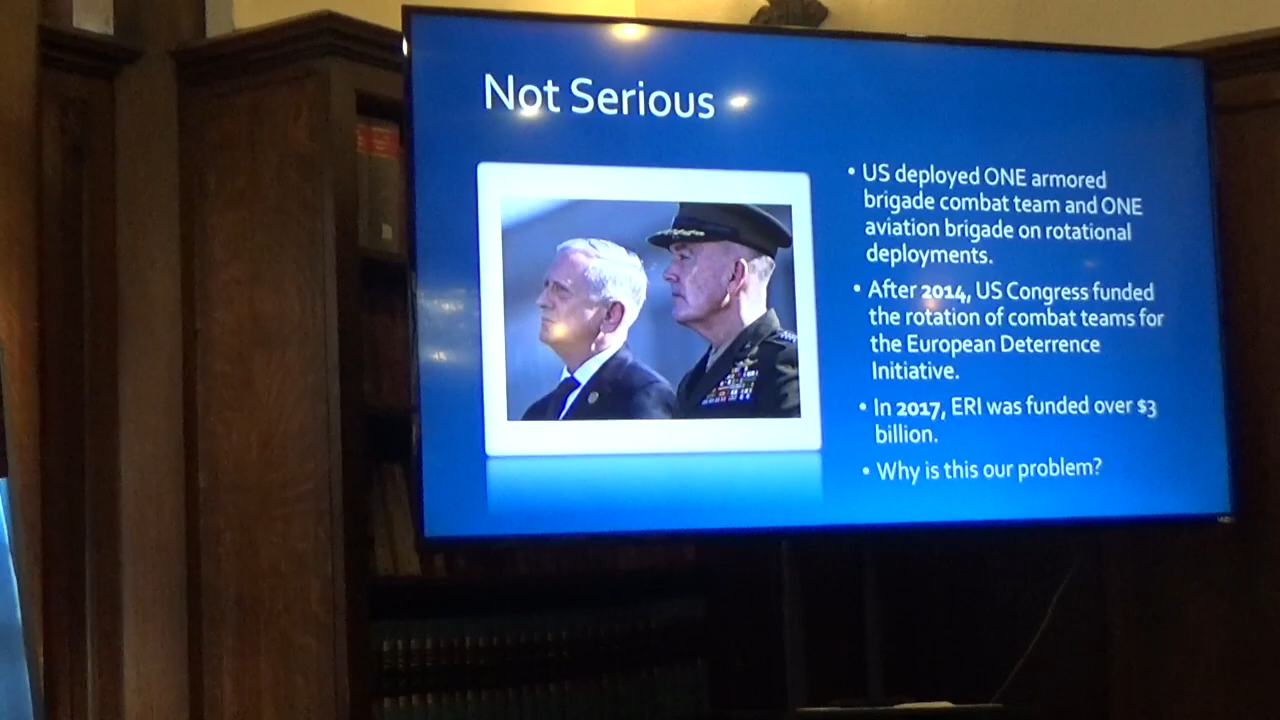 Not Serious
• US deployed ONE armored
brigade combat team and ONE
aviation brigade on rotational
deployments.
• After 2014, US Congress funded
the rotation of combat teams for
the European Deterrence
Initiative.
• In 2017, ERI was funded over $3
billion.
• Why is this our problem?